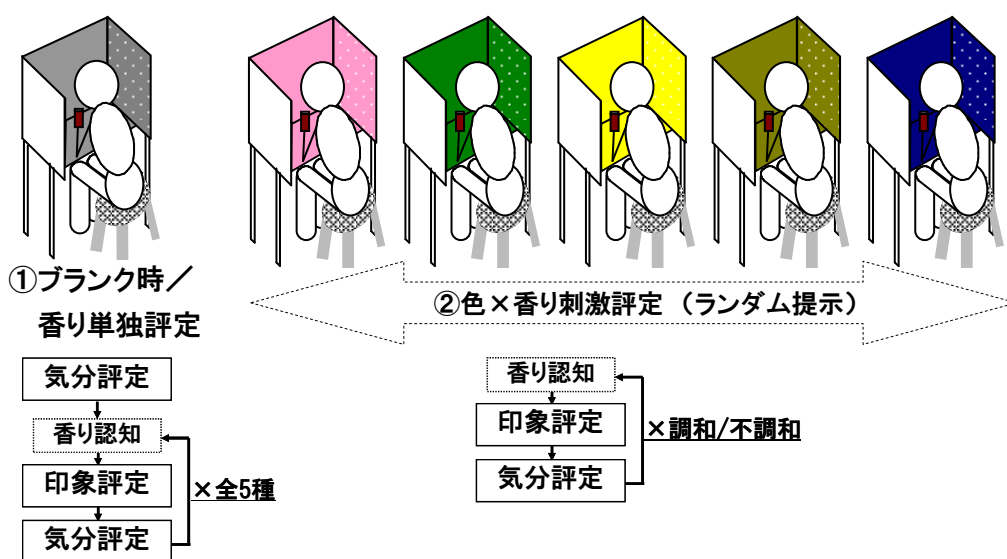 ①ブランク時／
香り単独評定
②色×香り刺激評定 （ランダム提示）
気分評定
香り認知
印象評定
気分評定
×全5種
香り認知
印象評定
気分評定
×調和/不調和